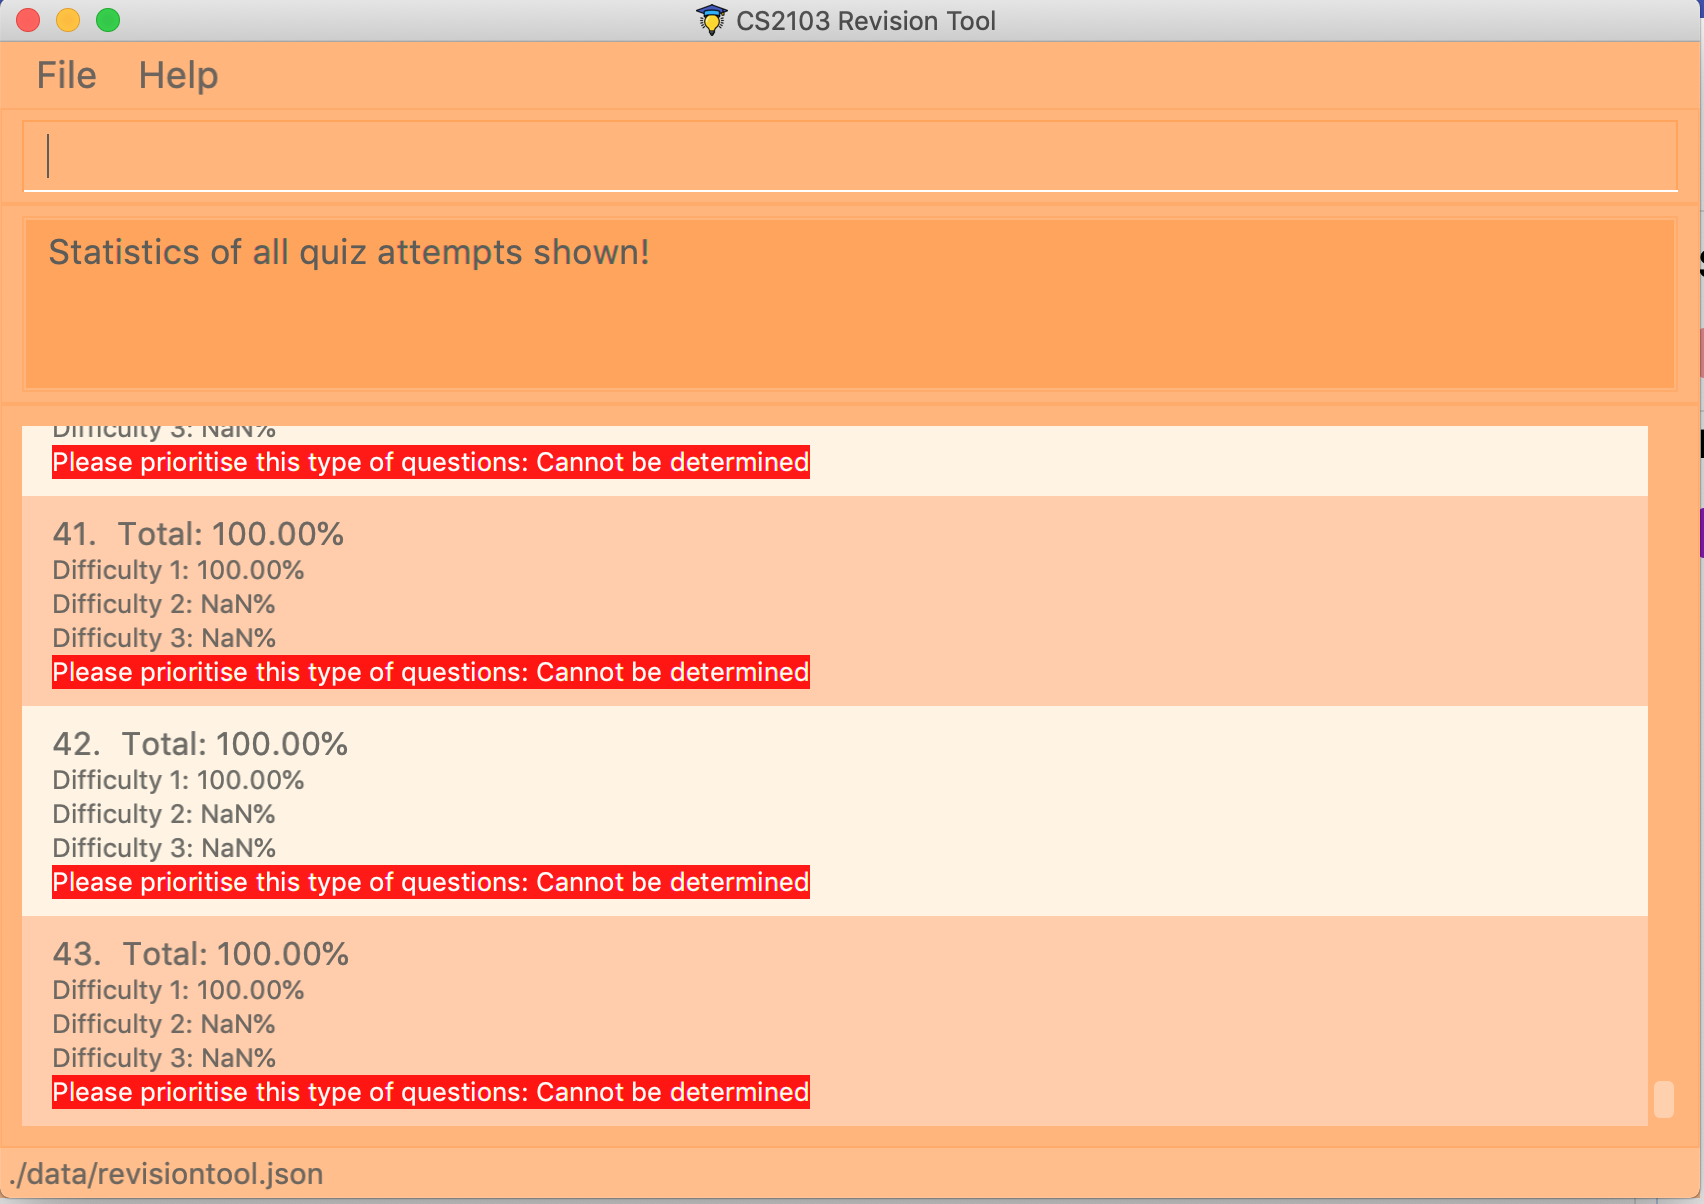 CS2103 Revision Tool
File Help
Statistics of all quiz attempts shown!
Difficulty 3: NaN%
Please prioritise this type of questions: Cannot be determined
41. Total: 100.00%
Difficulty 1: 100.00%
Difficulty 2: NaN%
Difficulty 3: NaN%
Please prioritise this type of questions: Cannot be determined
42. Total: 100.00%
Difficulty 1: 100.00%
Difficulty 2: NaN%
Difficulty 3: NaN%
Please prioritise this type of questions: Cannot be determined
43. Total: 100.00%
Difficulty 1: 100.00%
Difficulty 2: NaN%
Difficulty 3: NaN%
Please prioritise this type of questions: Cannot be determined
./data/revisiontool.json